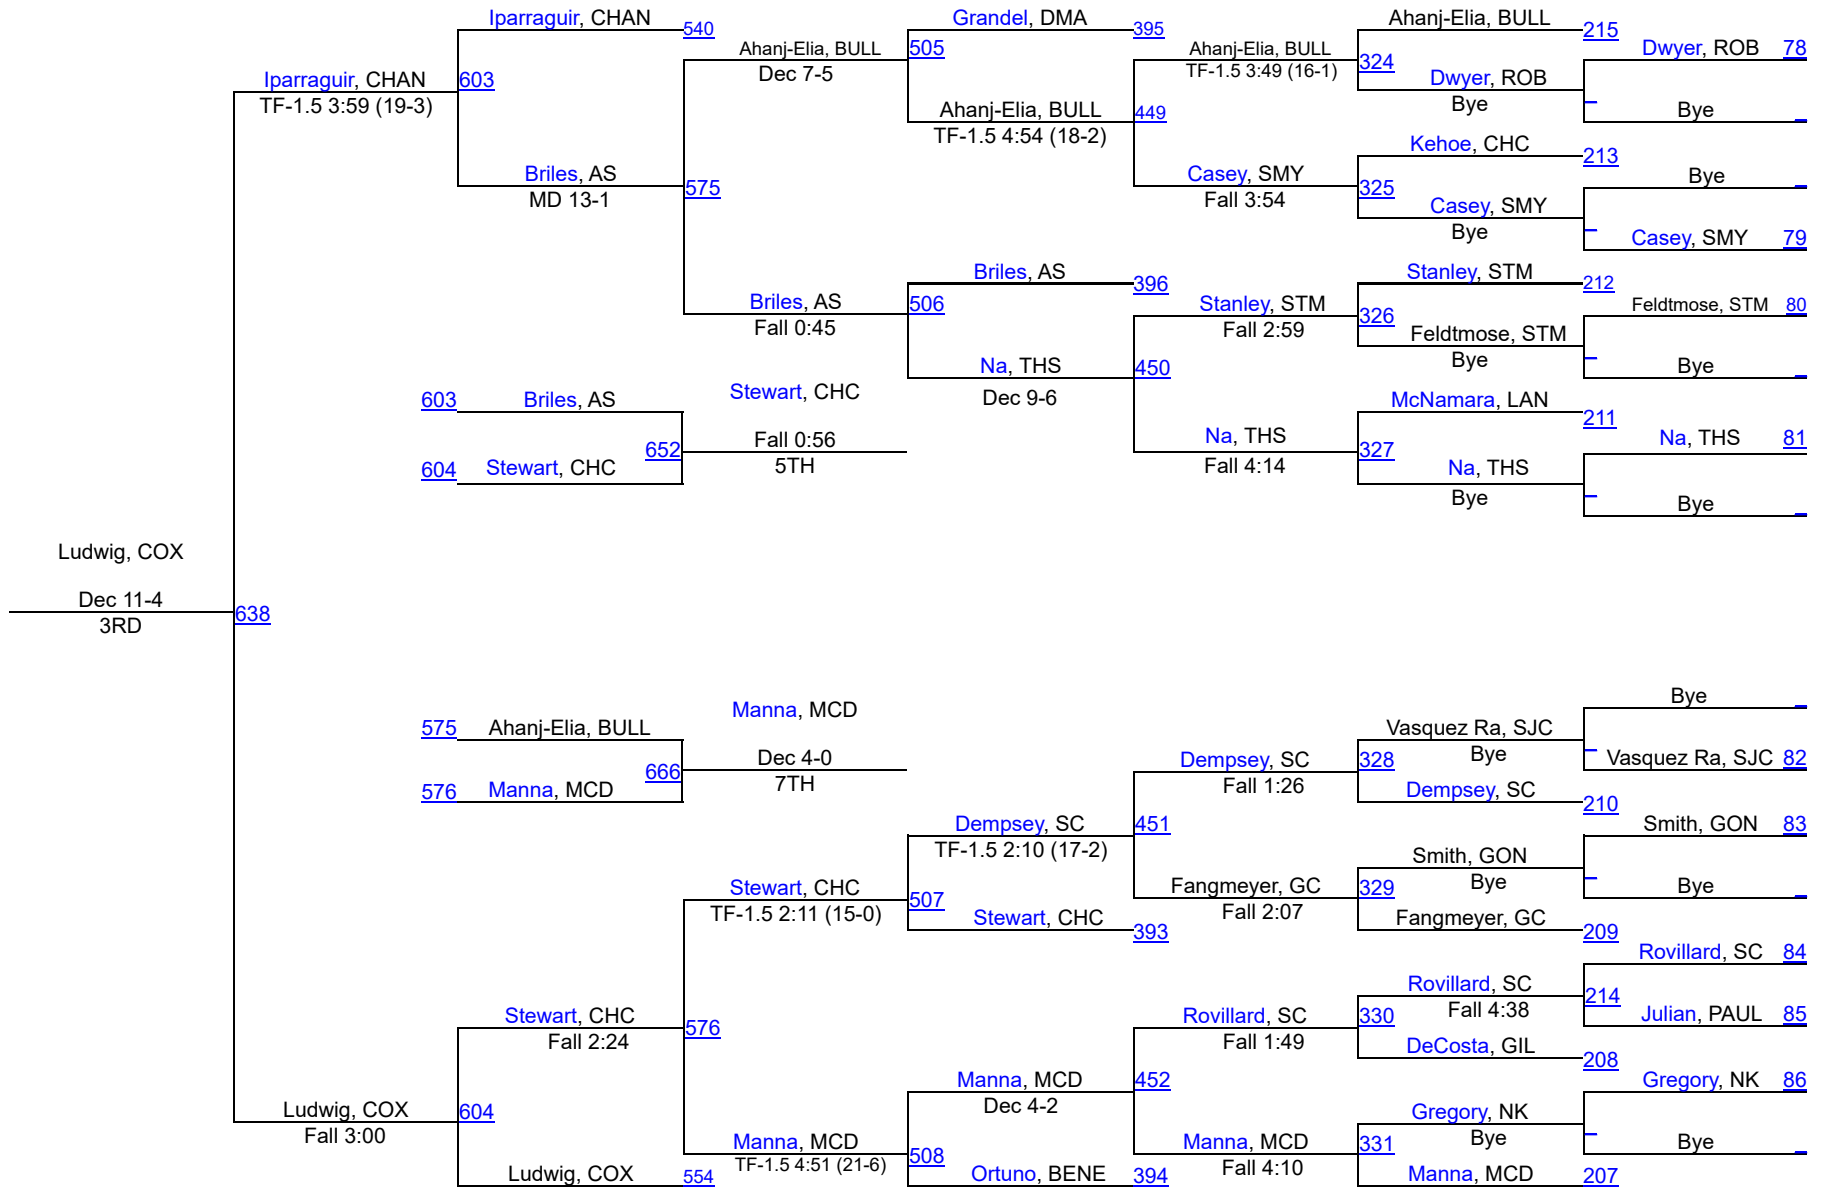 Iparraguir, CHAN
540
Grandel, DMA
395
Ahanj-Elia, BULL
215
Dwyer, ROB 78
Ahanj-Elia, BULL
505
Dec 7-5
Ahanj-Elia, BULL
TF-1.5 3:49 (16-1)
324
Iparraguir, CHAN
603
TF-1.5 3:59 (19-3)
Dwyer, ROB
Bye
Bye
Ahanj-Elia, BULL
449
TF-1.5 4:54 (18-2)
Kehoe, CHC
213
Briles, AS
575
MD 13-1
Casey, SMY
325
Fall 3:54
Bye
Casey, SMY
Bye
Casey, SMY 79
Briles, AS
396
Stanley, STM
212
Briles, AS
506
Fall 0:45
Stanley, STM
326
Fall 2:59
Feldtmose, STM 80
Feldtmose, STM
Bye
Na, THS
450
Dec 9-6
Bye
603 Briles, AS
Stewart, CHC
McNamara, LAN
211
652
Fall 0:56
5TH
Na, THS
327
Fall 4:14
Na, THS 81
604 Stewart, CHC
Na, THS
Bye
Bye
Ludwig, COX
Dec 11-4
638
3RD
Bye
575 Ahanj-Elia, BULL
Manna, MCD
Vasquez Ra, SJC
Bye
666
Dec 4-0
7TH
Dempsey, SC
328
Fall 1:26
Vasquez Ra, SJC 82
576 Manna, MCD
Dempsey, SC
210
Dempsey, SC
451
TF-1.5 2:10 (17-2)
Smith, GON 83
Smith, GON
Bye
Stewart, CHC
507
TF-1.5 2:11 (15-0)
Fangmeyer, GC
329
Fall 2:07
Bye
Stewart, CHC
393
Fangmeyer, GC
209
Rovillard, SC 84
Rovillard, SC
214
Fall 4:38
Stewart, CHC
576
Fall 2:24
Rovillard, SC
330
Fall 1:49
Julian, PAUL 85
DeCosta, GIL
208
Manna, MCD
452
Dec 4-2
Gregory, NK 86
Ludwig, COX
604
Fall 3:00
Gregory, NK
Bye
Manna, MCD
508
TF-1.5 4:51 (21-6)
Manna, MCD
331
Fall 4:10
Bye
Ludwig, COX
554
Ortuno, BENE
394
Manna, MCD
207